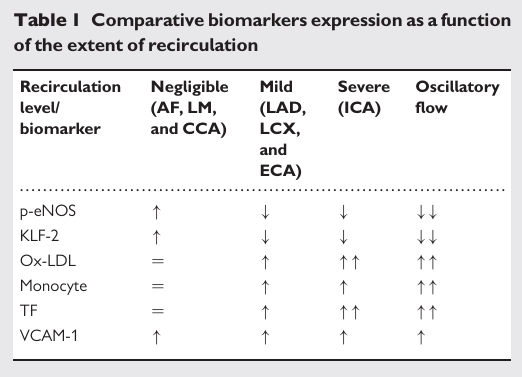 Table 1 Comparative biomarkers expression as a function
of the extent of recirculation
Recirculation level/ biomarker Negligible (AF, LM, and CCA) Mild (LAD, LCX, and ECA) Severe (ICA) Oscillatory flow
p-eNOS ↑ ↓ ↓ ↓↓
KLF-2 ↑ ↓ ↓ ↓↓
Ox-LDL = ↑ ↑↑ ↑↑
Monocyte = ↑ ↑ ↑↑
TF = ↑ ↑↑ ↑↑
VCAM-1 ↑ ↑ ↑ ↑